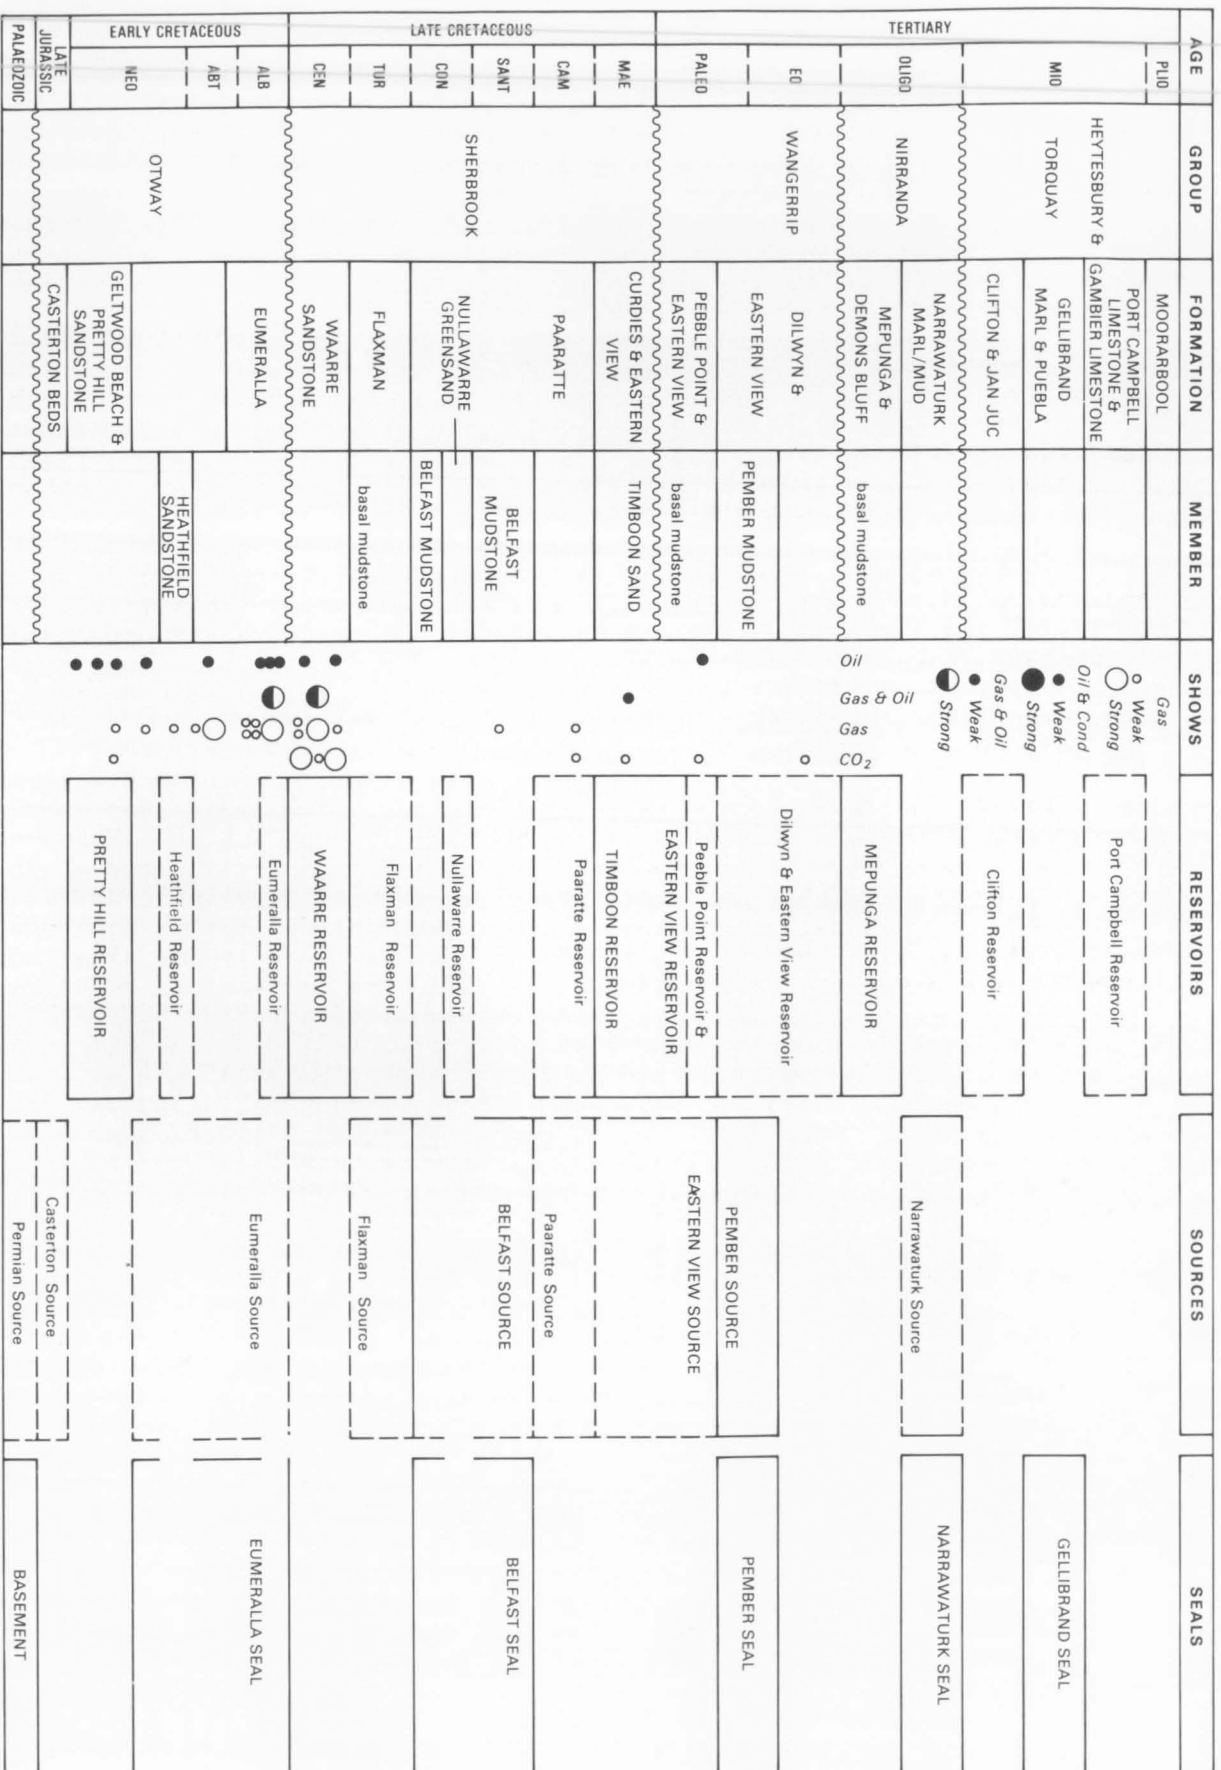 AGE
GROUP
FORMATION
MEMBER
SHOWS
RESERVOIRS
SOURCES
SEALS
TERTIARY
LATE CRETACEOUS
EARLY CRETACEOUS
LATE
JURASSIC
PALAEOZOIC
PLIO
MIO
OLIGO
EO
PALEO
MAE
CAM
SANT
CON
TUR
CEN
ALB
ABT
NEO
HEYTESBURY &
TORQUAY
NIRRANDA
WANGERRIP
SHERBROOK
OTWAY
MOORARBOOL
PORT CAMPBELL
LIMESTONE &
GAMBIER LIMESTONE
GELLIBRAND
MARL & PUEBLA
CLIFTON & JAN JUC
NARRAWATURK
MARL/MUD
MEPUNGA &
DEMONS BLUFF
DILWYN &
EASTERN VIEW
PEBBLE POINT &
EASTERN VIEW
CURDIES & EASTERN
VIEW
PAARATTE
NULLAWARRE
GREENSAND
FLAXMAN
WAARRE
SANDSTONE
EUMERALLA
GELTWOOD BEACH &
PRETTY HILL
SANDSTONE
CASTERTON BEDS
basal mudstone
PEMBER MUDSTONE
basal mudstone
TIMBOON SAND
BELFAST
MUDSTONE
BELFAST MUDSTONE
basal mudstone
HEATHFIELD
SANDSTONE
Gas
Weak
Strong
Oil & Cond
Weak
Strong
Gas & Oil
Weak
Strong
Oil
Gas & Oil
Gas
CO2
Port Campbell Reservoir
Clifton Reservoir
MEPUNGA RESERVOIR
Dilwyn & Eastern View Reservoir
Peeble Point Reservoir &
EASTERN VIEW RESERVOIR
TIMBOON RESERVOIR
Paaratte Reservoir
Nullawarre Reservoir
Flaxman Reservoir
WAARRE RESERVOIR
Eumeralla Reservoir
Heathfield Reservoir
PRETTY HILL RESERVOIR
Narrawaturk Source
PEMBER SOURCE
EASTERN VIEW SOURCE
Paaratte Source
BELFAST SOURCE
Flaxman Source
Eumeralla Source
Casterton Source
Permian Source
GELLIBRAND SEAL
NARRAWATURK SEAL
PEMBER SEAL
BELFAST SEAL
EUMERALLA SEAL
BASEMENT